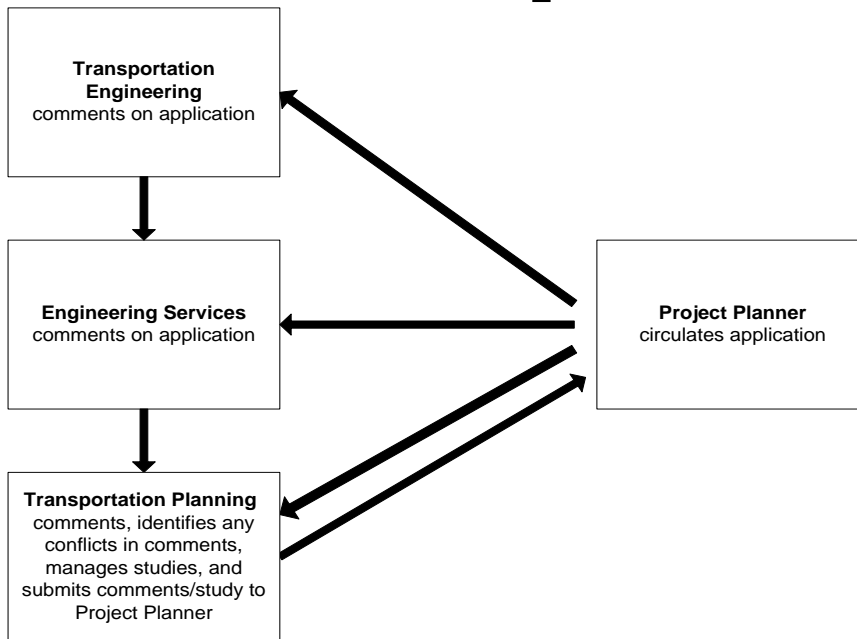 Transportation
Engineering
comments on application
Engineering Services
comments on application
Project Planner
circulates application
Transportation Planning
comments, identifies any
conflicts in comments,
manages studies, and
submits comments/study to
Project Planner